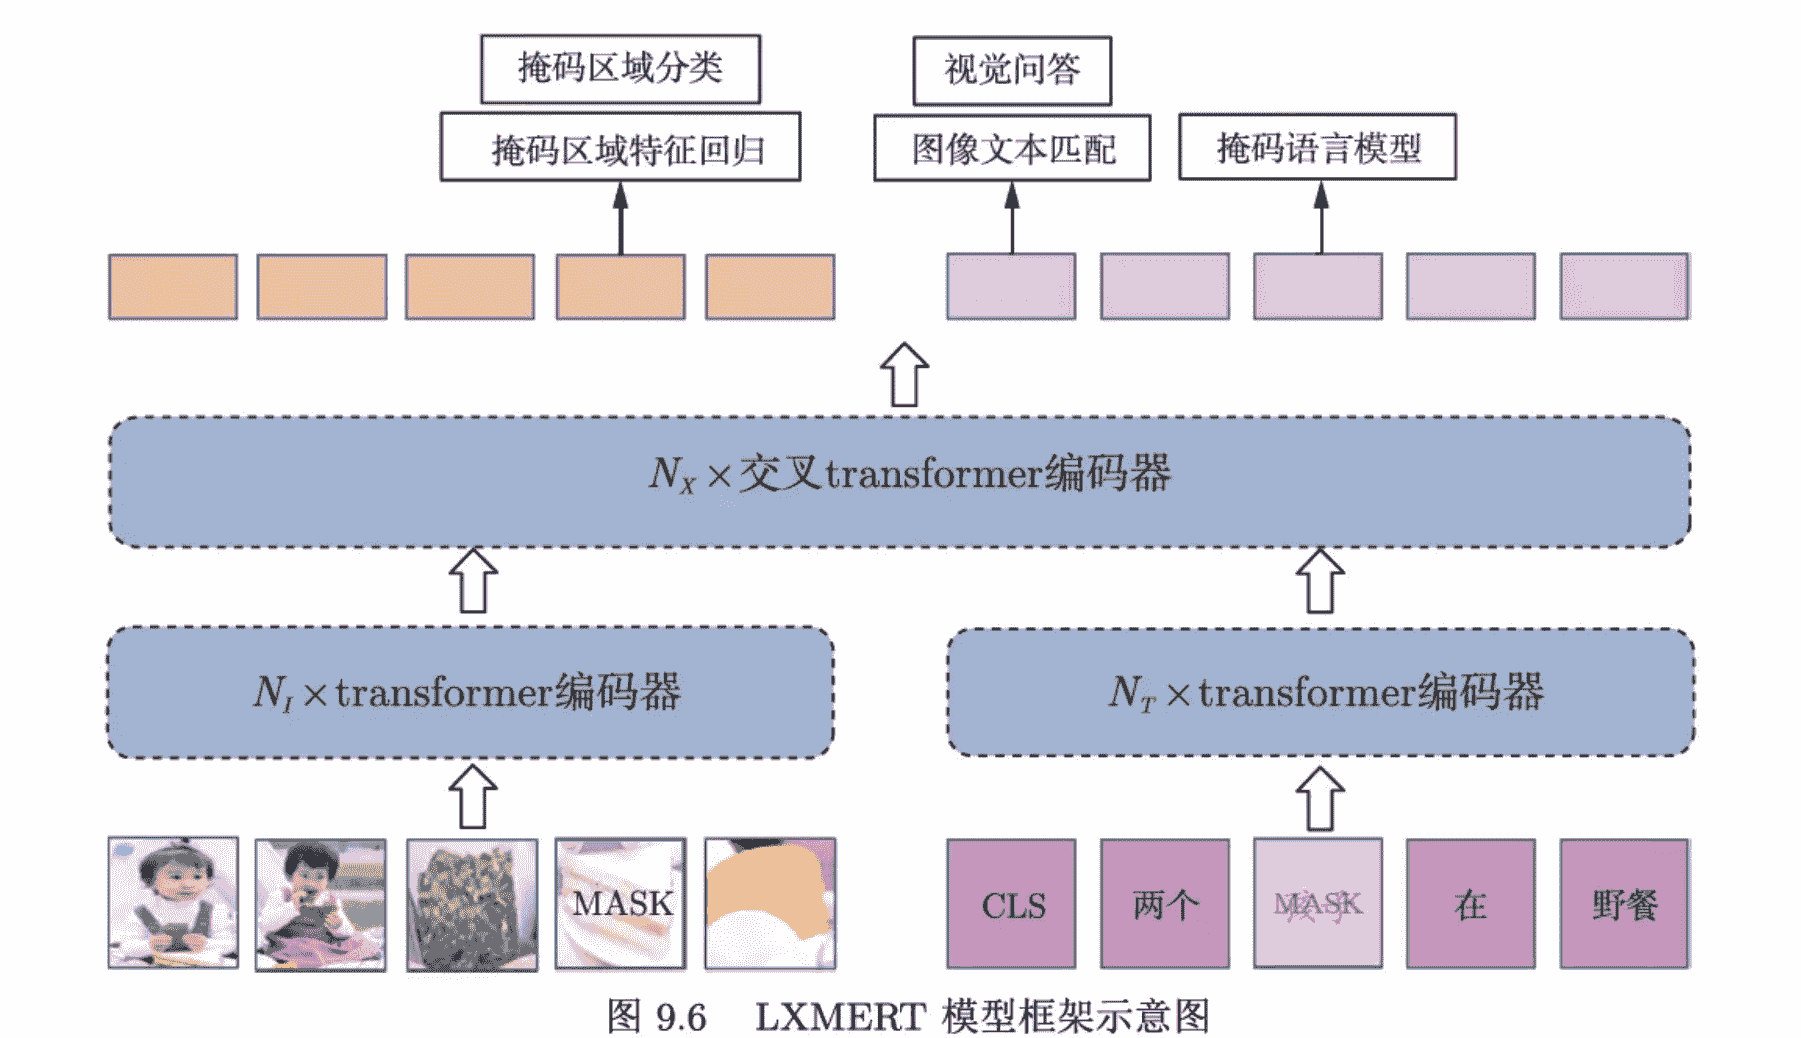 掩码区域分类
视觉问答
掩码区域特征回归
图像文本匹配
掩码语言模型
N_X × 交叉transformer编码器
N_I × transformer编码器
N_T × transformer编码器
MASK
CLS
两个
MASK
在
野餐
图 9.6 LXMERT 模型框架示意图